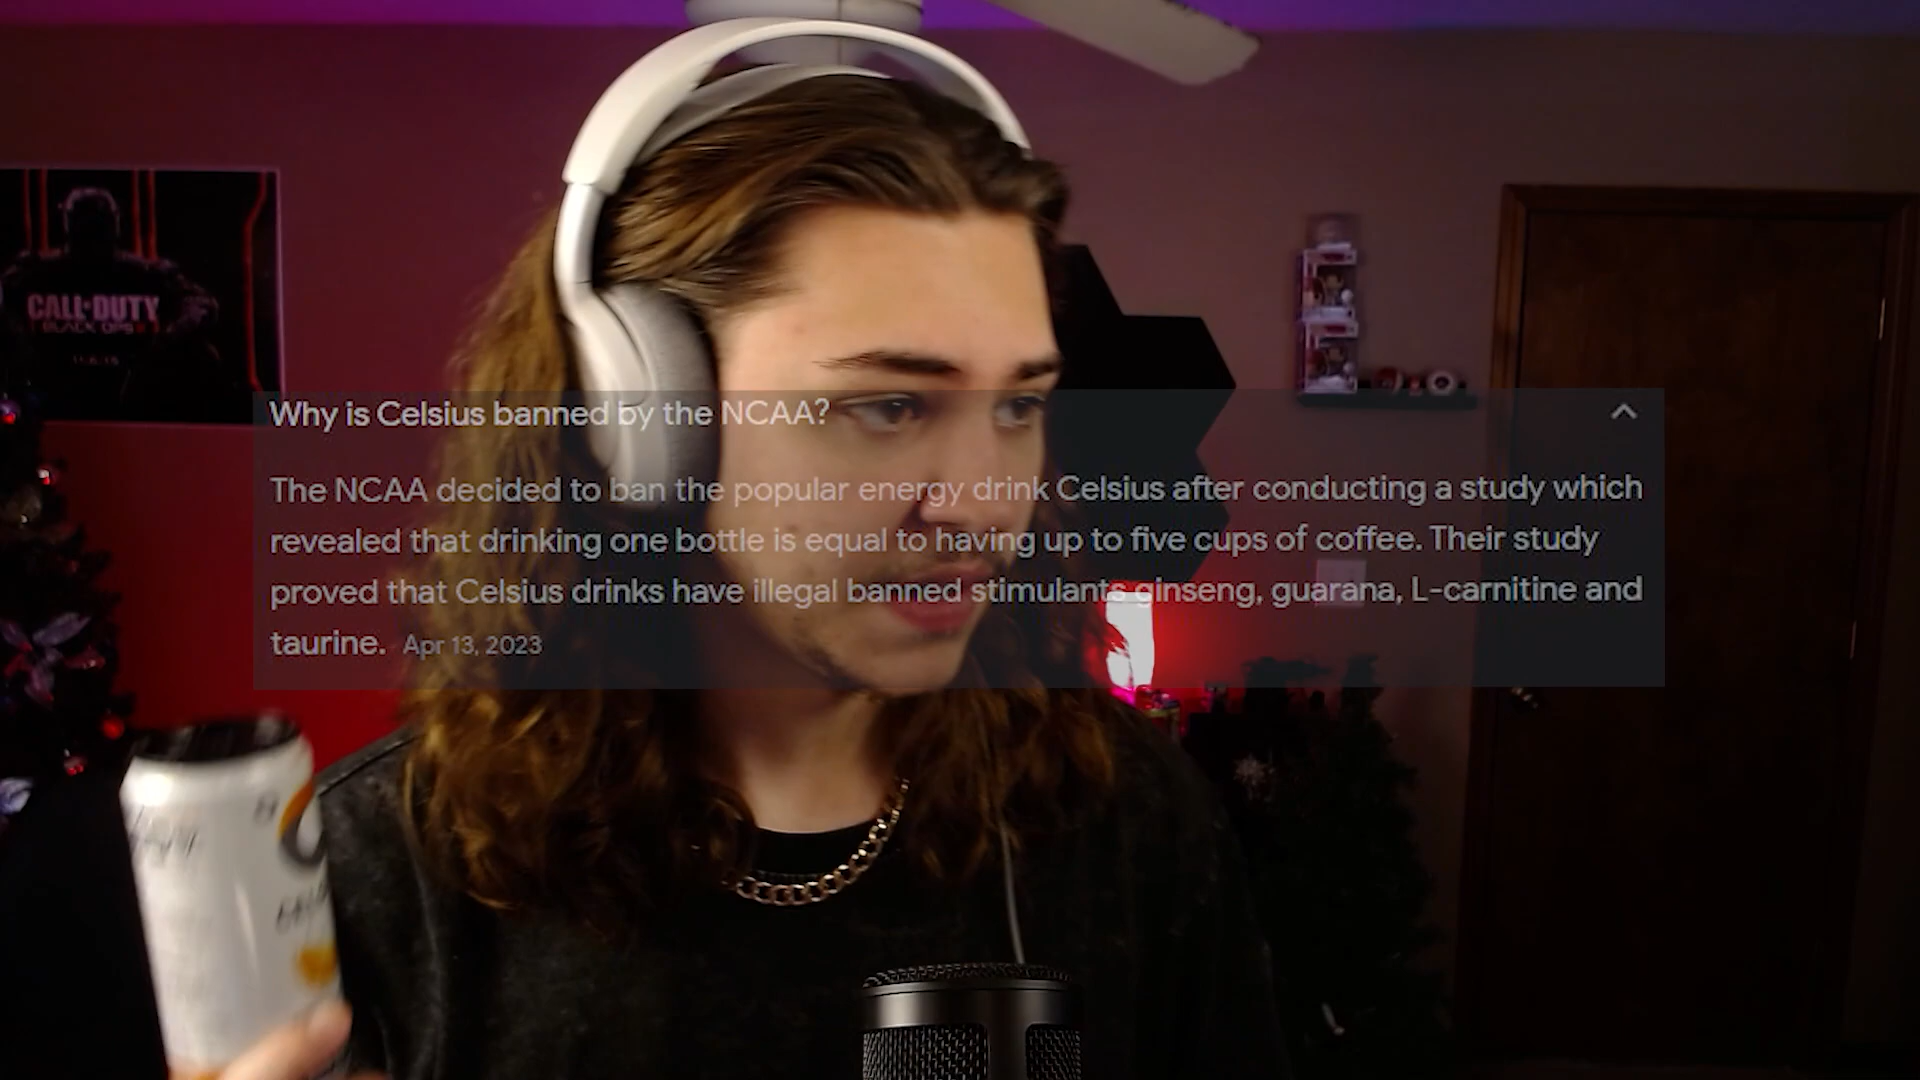 CALL OF DUTY
BLACK OPS
Why is Celsius banned by the NCAA?
The NCAA decided to ban the popular energy drink Celsius after conducting a study which
revealed that drinking one bottle is equal to having up to five cups of coffee. Their study
proved that Celsius drinks have illegal banned stimulants ginseng, guarana, L-carnitine and
taurine. Apr 13, 2023